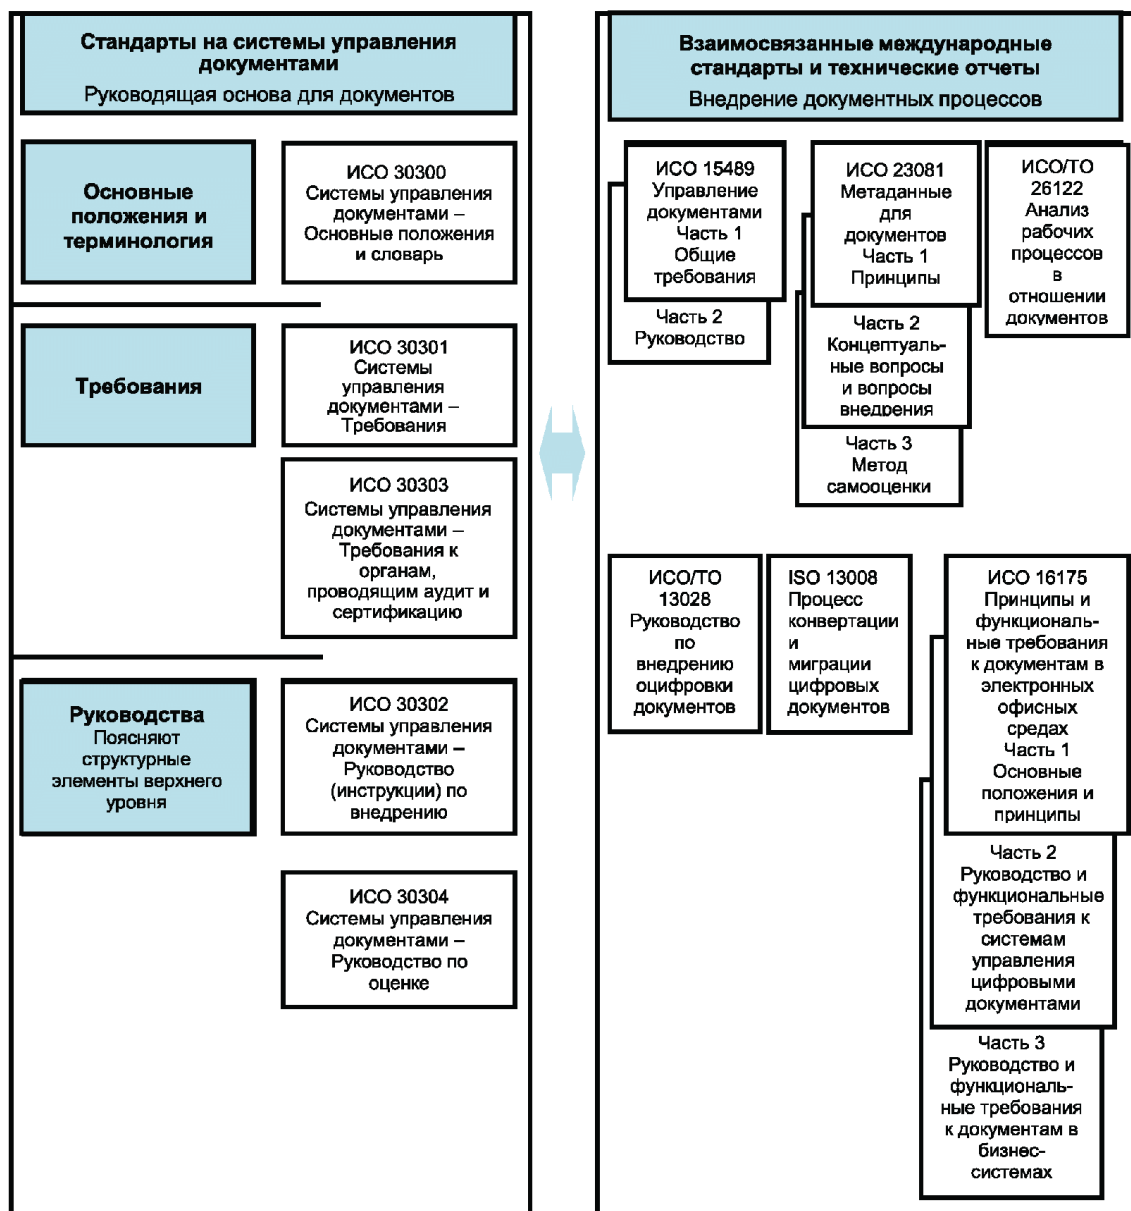 Стандарты на системы управления
документами
Руководящая основа для документов
Основные
положения и
терминология
ИСО 30300
Системы управления
документами –
Основные положения
и словарь
Требования
ИСО 30301
Системы
управления
документами –
Требования
ИСО 30303
Системы управления
документами –
Требования к
органам,
проводящим аудит и
сертификацию
Руководства
Поясняют
структурные
элементы верхнего
уровня
ИСО 30302
Системы управления
документами –
Руководство
(инструкции) по
внедрению
ИСО 30304
Системы управления
документами –
Руководство по
оценке
Взаимосвязанные международные
стандарты и технические отчеты
Внедрение документных процессов
ИСО 15489
Управление
документами
Часть 1
Общие
требования
Часть 2
Руководство
ИСО 23081
Метаданные
для
документов
Часть 1
Принципы
Часть 2
Концептуаль-
ные вопросы
и вопросы
внедрения
Часть 3
Метод
самооценки
ИСО/ТО
26122
Анализ
рабочих
процессов
в
отношении
документов
ИСО/ТО
13028
Руководство
по
внедрению
оцифровки
документов
ISO 13008
Процесс
конвертации
и
миграции
цифровых
документов
ИСО 16175
Принципы и
функциональ-
ные требования
к документам в
электронных
офисных
средах
Часть 1
Основные
положения и
принципы
Часть 2
Руководство и
функциональные
требования к
системам
управления
цифровыми
документами
Часть 3
Руководство и
функциональ-
ные требования
к документам в
бизнес-
системах